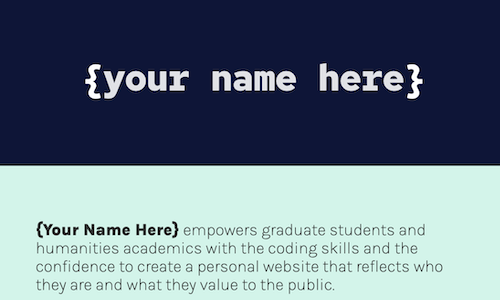 {your name here}
{Your Name Here} empowers graduate students and
humanities academics with the coding skills and the
confidence to create a personal website that reflects who
they are and what they value to the public.